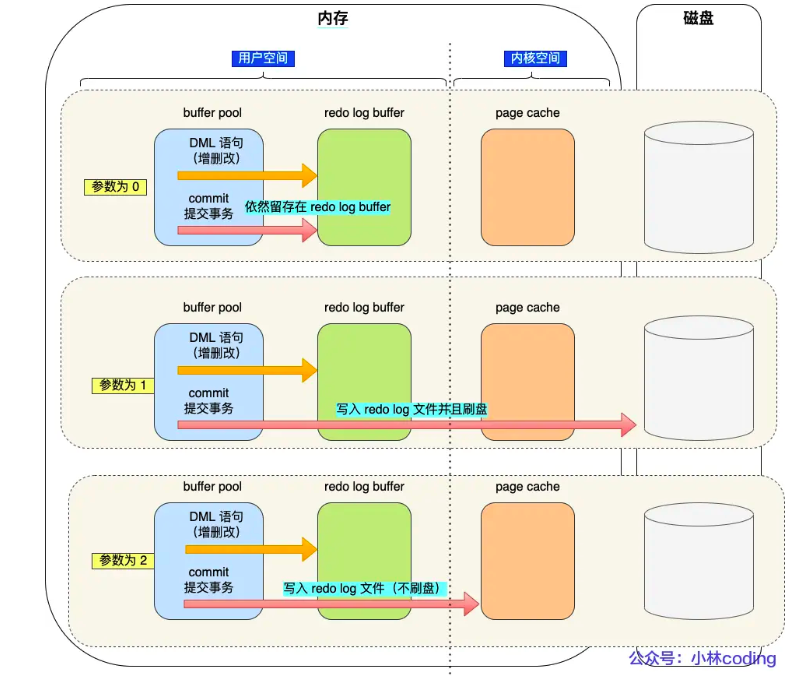 内存
磁盘
用户空间
内核空间
buffer pool
redo log buffer
page cache
DML 语句
（增删改）
参数为 0
commit
提交事务
依然留存在 redo log buffer
buffer pool
redo log buffer
page cache
DML 语句
（增删改）
参数为 1
commit
提交事务
写入 redo log 文件并且刷盘
buffer pool
redo log buffer
page cache
DML 语句
（增删改）
参数为 2
commit
提交事务
写入 redo log 文件（不刷盘）
公众号：小林coding